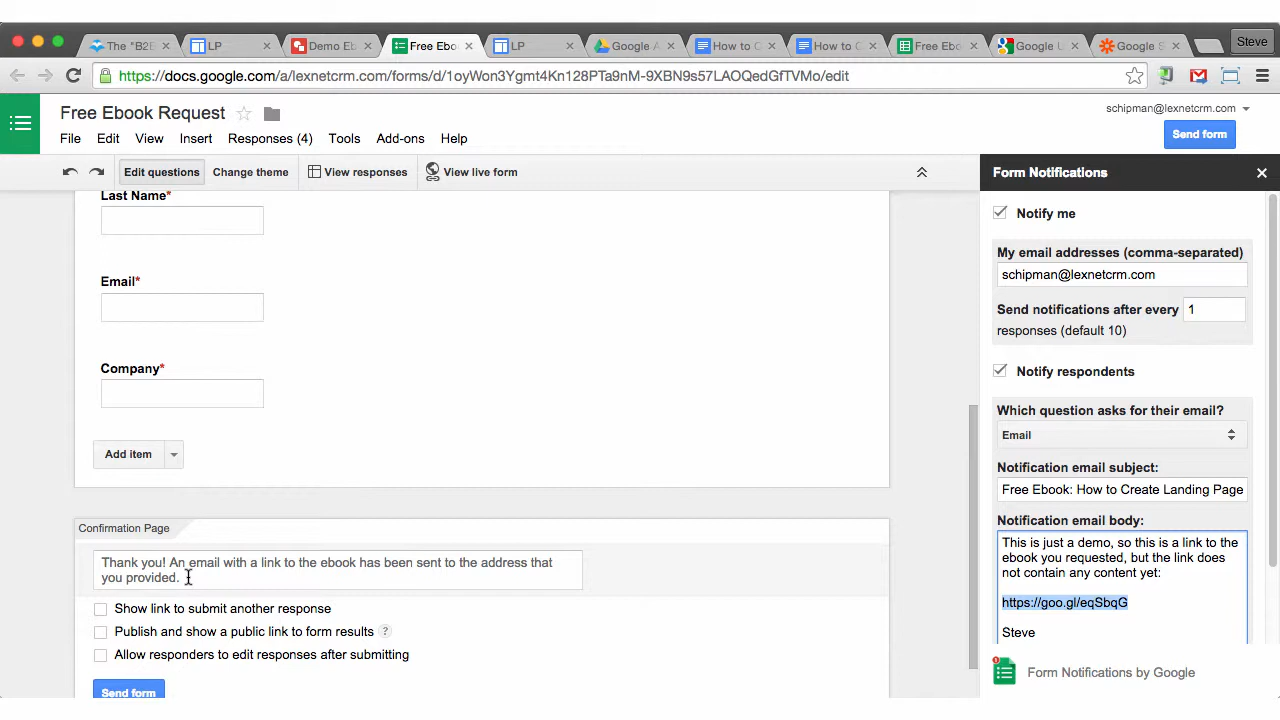 The "B2E
LP
Demo Eb
Free Ebo
LP
Google A
How to C
How to C
Free Ebo
Google U
Google S
Steve
https://docs.google.com/a/lexnetcrm.com/forms/d/1oyWon3Ygmt4Kn128PTa9nM-9XBN9s57LAOQedGfTVMo/edit
Free Ebook Request
schipman@lexnetcrm.com
File Edit View Insert Responses (4) Tools Add-ons Help
Send form
Edit questions Change theme View responses View live form
Form Notifications
Last Name*
Email*
Company*
Add item
Confirmation Page
Thank you! An email with a link to the ebook has been sent to the address that
you provided.
Show link to submit another response
Publish and show a public link to form results ?
Allow responders to edit responses after submitting
Send form
Notify me
My email addresses (comma-separated)
schipman@lexnetcrm.com
Send notifications after every 1
responses (default 10)
Notify respondents
Which question asks for their email?
Email
Notification email subject:
Free Ebook: How to Create Landing Page
Notification email body:
This is just a demo, so this is a link to the
ebook you requested, but the link does
not contain any content yet:
https://goo.gl/eqSbqG
Steve
Form Notifications by Google